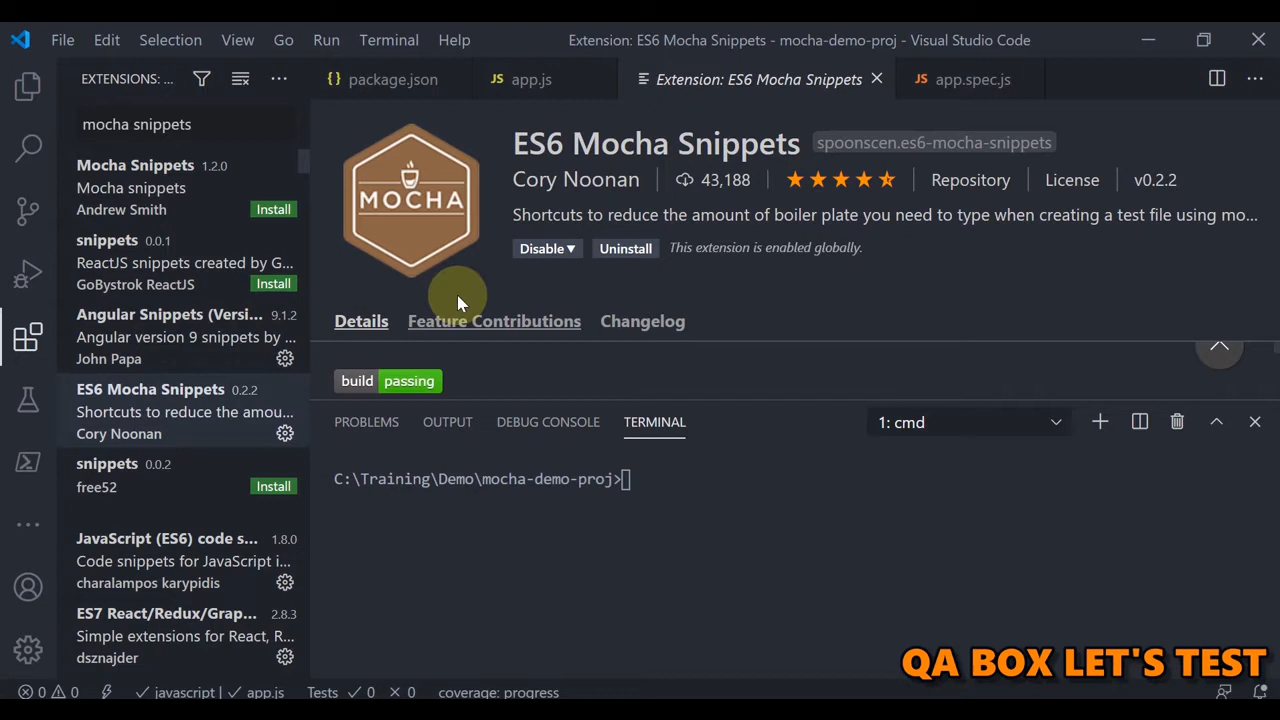 File Edit Selection View Go Run Terminal Help Extension: ES6 Mocha Snippets - mocha-demo-proj - Visual Studio Code
EXTENSIONS: ...
{} package.json JS app.js Extension: ES6 Mocha Snippets JS app.spec.js
mocha snippets
Mocha Snippets 1.2.0
Mocha snippets
Andrew Smith Install
snippets 0.0.1
ReactJS snippets created by G...
GoBystrok ReactJS Install
Angular Snippets (Versi... 9.1.2
Angular version 9 snippets by ...
John Papa
ES6 Mocha Snippets 0.2.2
Shortcuts to reduce the amou...
Cory Noonan
snippets 0.0.2
free52 Install
JavaScript (ES6) code s... 1.8.0
Code snippets for JavaScript i...
charalampos karypidis
ES7 React/Redux/Grap... 2.8.3
Simple extensions for React, R...
dsznajder
MOCHA
ES6 Mocha Snippets spoonscen.es6-mocha-snippets
Cory Noonan 43,188 Repository License v0.2.2
Shortcuts to reduce the amount of boiler plate you need to type when creating a test file using mo...
Disable Uninstall This extension is enabled globally.
Details Feature Contributions Changelog
build passing
PROBLEMS OUTPUT DEBUG CONSOLE TERMINAL 1: cmd
C:\Training\Demo\mocha-demo-proj>
QA BOX LET'S TEST
0 0 javascript | app.js Tests 0 0 coverage: progress